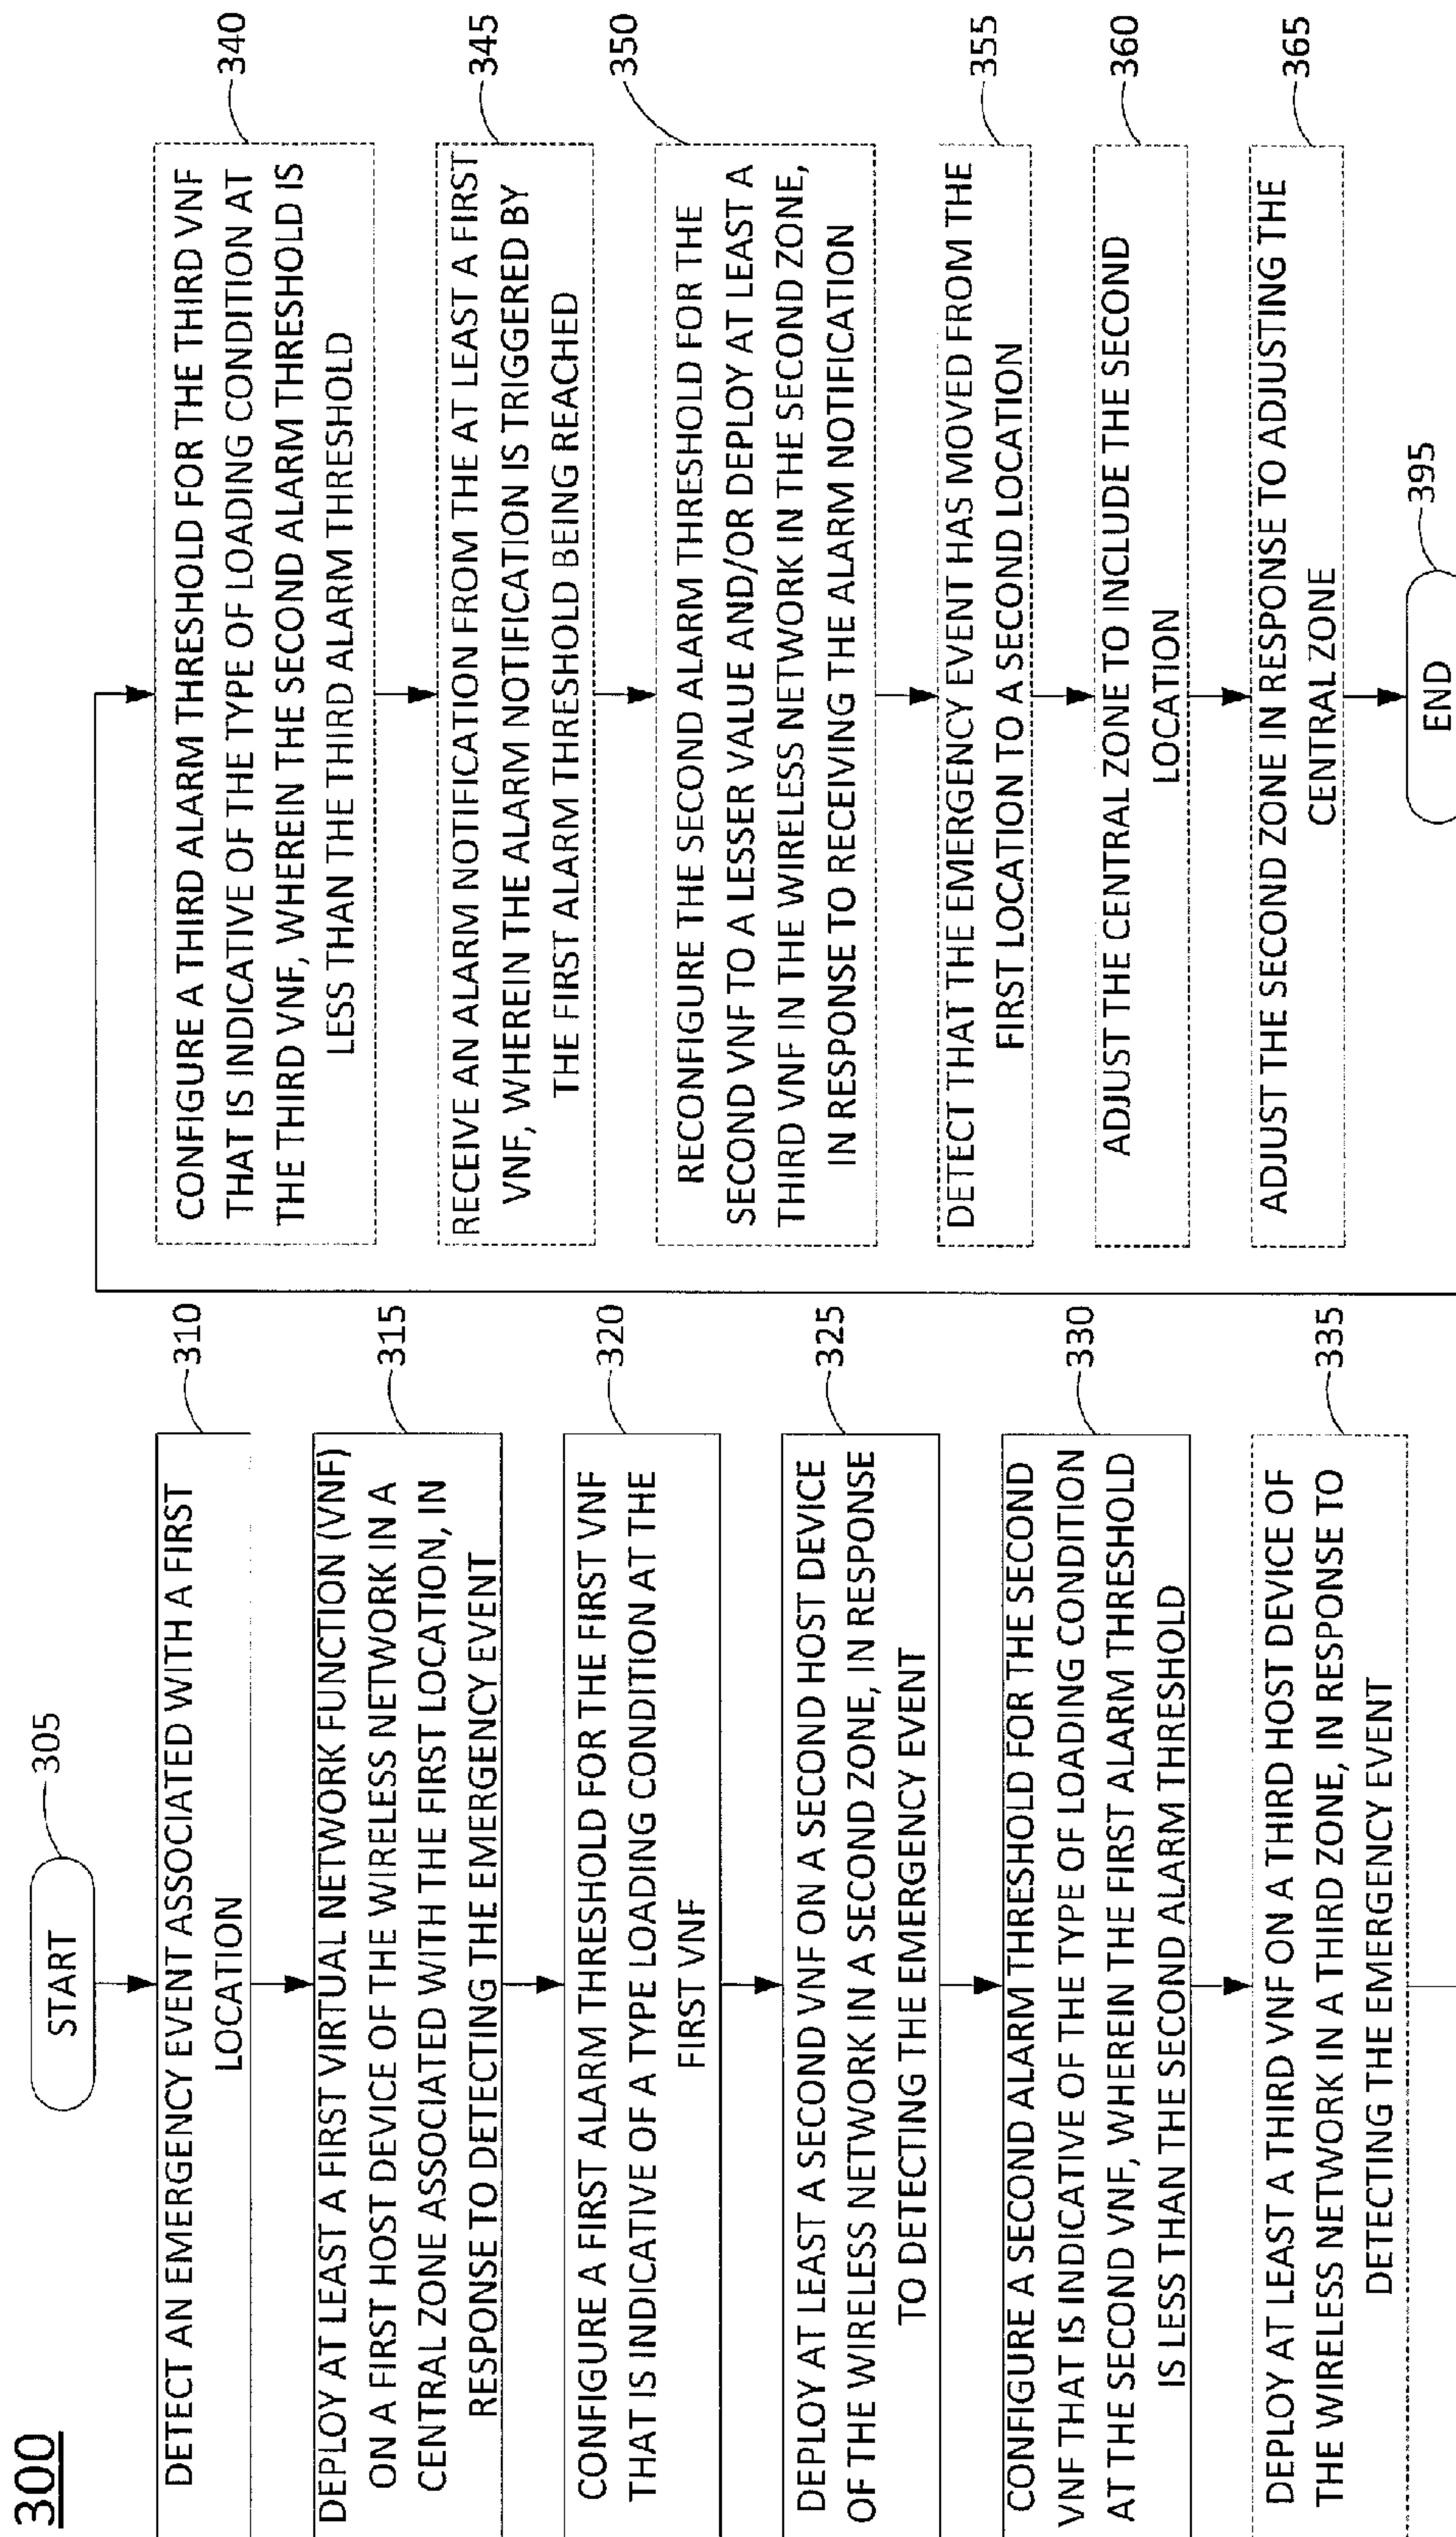 300
START
305
DETECT AN EMERGENCY EVENT ASSOCIATED WITH A FIRST
LOCATION
310
DEPLOY AT LEAST A FIRST VIRTUAL NETWORK FUNCTION (VNF)
ON A FIRST HOST DEVICE OF THE WIRELESS NETWORK IN A
CENTRAL ZONE ASSOCIATED WITH THE FIRST LOCATION, IN
RESPONSE TO DETECTING THE EMERGENCY EVENT
315
CONFIGURE A FIRST ALARM THRESHOLD FOR THE FIRST VNF
THAT IS INDICATIVE OF A TYPE LOADING CONDITION AT THE
FIRST VNF
320
DEPLOY AT LEAST A SECOND VNF ON A SECOND HOST DEVICE
OF THE WIRELESS NETWORK IN A SECOND ZONE, IN RESPONSE
TO DETECTING THE EMERGENCY EVENT
325
CONFIGURE A SECOND ALARM THRESHOLD FOR THE SECOND
VNF THAT IS INDICATIVE OF THE TYPE OF LOADING CONDITION
AT THE SECOND VNF, WHEREIN THE FIRST ALARM THRESHOLD
IS LESS THAN THE SECOND ALARM THRESHOLD
330
DEPLOY AT LEAST A THIRD VNF ON A THIRD HOST DEVICE OF
THE WIRELESS NETWORK IN A THIRD ZONE, IN RESPONSE TO
DETECTING THE EMERGENCY EVENT
335
CONFIGURE A THIRD ALARM THRESHOLD FOR THE THIRD VNF
THAT IS INDICATIVE OF THE TYPE OF LOADING CONDITION AT
THE THIRD VNF, WHEREIN THE SECOND ALARM THRESHOLD IS
LESS THAN THE THIRD ALARM THRESHOLD
340
RECEIVE AN ALARM NOTIFICATION FROM THE AT LEAST A FIRST
VNF, WHEREIN THE ALARM NOTIFICATION IS TRIGGERED BY
THE FIRST ALARM THRESHOLD BEING REACHED
345
RECONFIGURE THE SECOND ALARM THRESHOLD FOR THE
SECOND VNF TO A LESSER VALUE AND/OR DEPLOY AT LEAST A
THIRD VNF IN THE WIRELESS NETWORK IN THE SECOND ZONE,
IN RESPONSE TO RECEIVING THE ALARM NOTIFICATION
350
DETECT THAT THE EMERGENCY EVENT HAS MOVED FROM THE
FIRST LOCATION TO A SECOND LOCATION
355
ADJUST THE CENTRAL ZONE TO INCLUDE THE SECOND
LOCATION
360
ADJUST THE SECOND ZONE IN RESPONSE TO ADJUSTING THE
CENTRAL ZONE
365
END
395